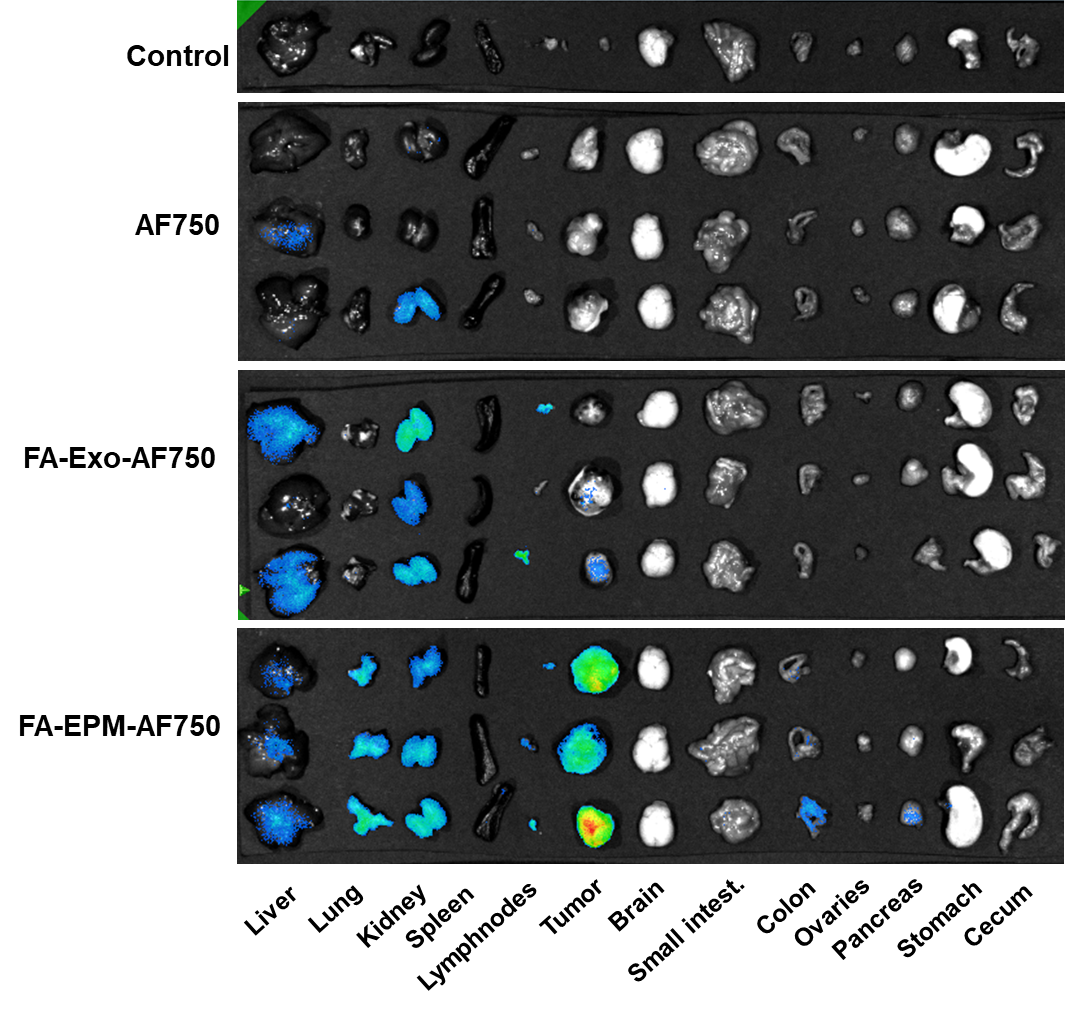 Control
AF750
FA-Exo-AF750
FA-EPM-AF750
Liver
Lung
Kidney
Spleen
Lymphnodes
Tumor
Brain
Small intest.
Colon
Ovaries
Pancreas
Stomach
Cecum